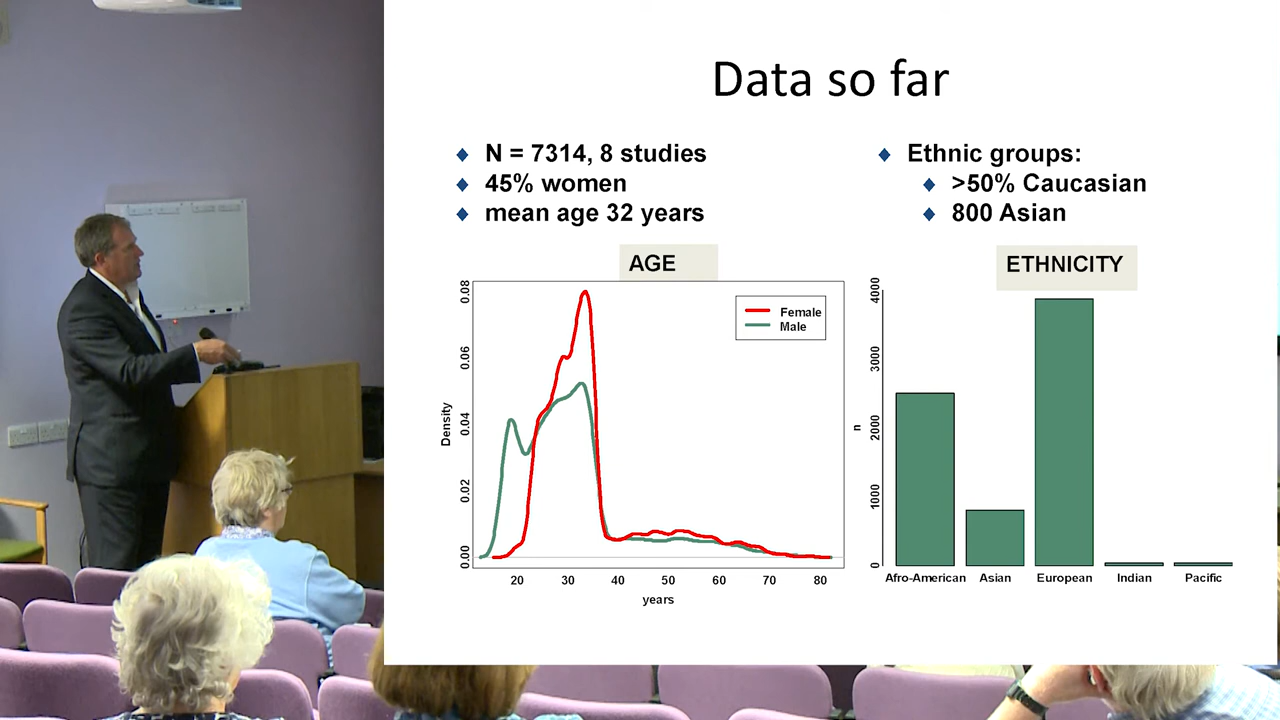 Data so far
N = 7314, 8 studies
45% women
mean age 32 years
Ethnic groups:
>50% Caucasian
800 Asian
AGE
0.08
0.06
0.04
0.02
0.00
Density
Female
Male
20 30 40 50 60 70 80
years
ETHNICITY
4000
3000
2000
1000
0
n
Afro-American Asian European Indian Pacific